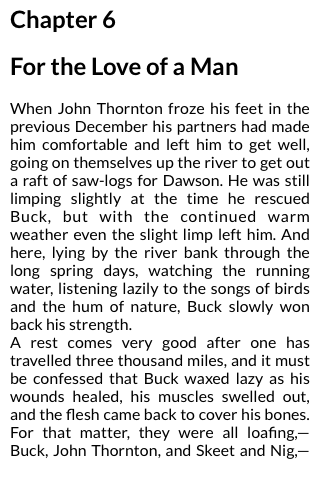 Chapter 6
For the Love of a Man
When John Thornton froze his feet in the
previous December his partners had made
him comfortable and left him to get well,
going on themselves up the river to get out
a raft of saw-logs for Dawson. He was still
limping slightly at the time he rescued
Buck, but with the continued warm
weather even the slight limp left him. And
here, lying by the river bank through the
long spring days, watching the running
water, listening lazily to the songs of birds
and the hum of nature, Buck slowly won
back his strength.
A rest comes very good after one has
travelled three thousand miles, and it must
be confessed that Buck waxed lazy as his
wounds healed, his muscles swelled out,
and the flesh came back to cover his bones.
For that matter, they were all loafing,—
Buck, John Thornton, and Skeet and Nig,—